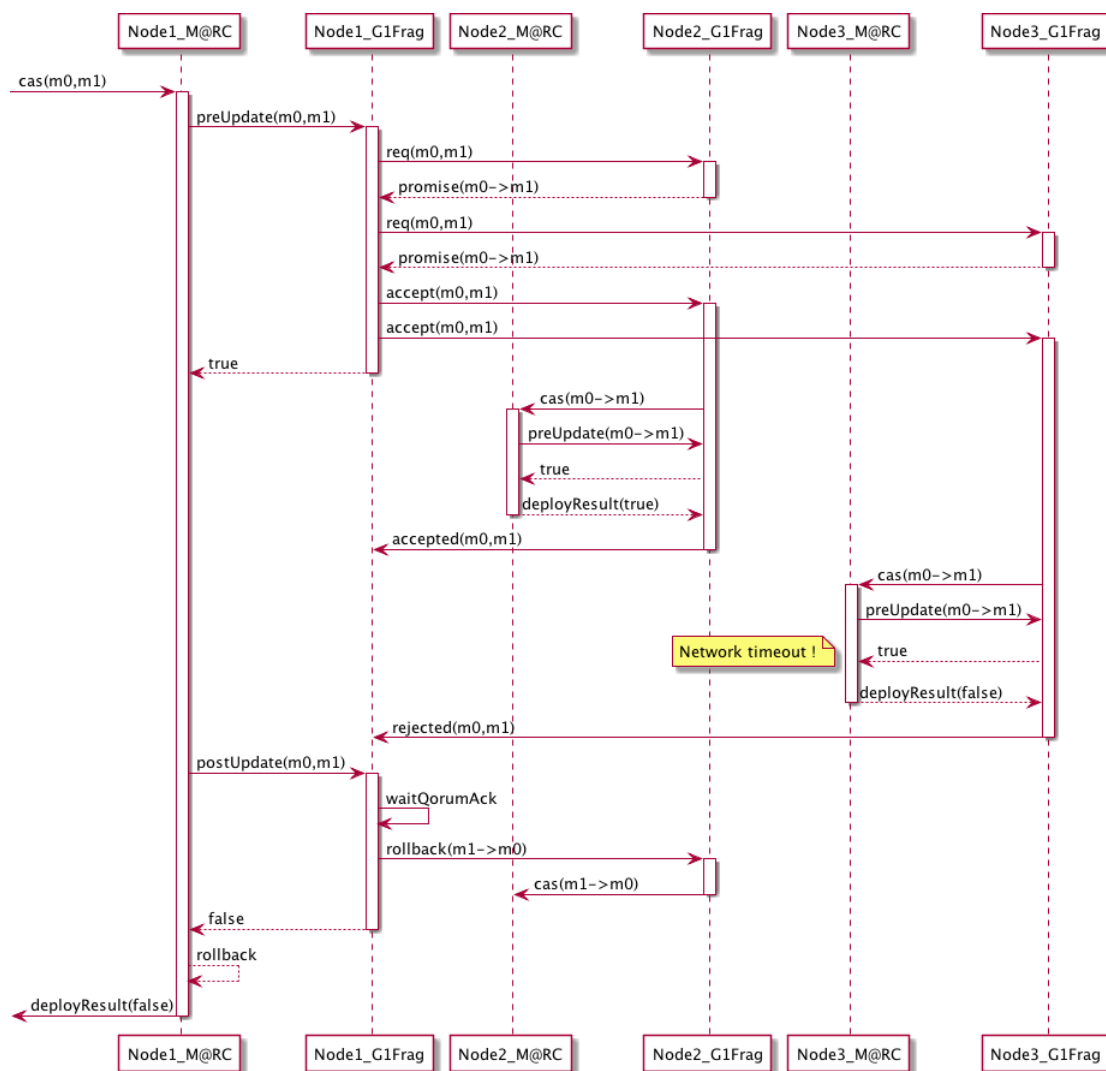 Node1_M@RC Node1_G1Frag Node2_M@RC Node2_G1Frag Node3_M@RC Node3_G1Frag
cas(m0,m1)
preUpdate(m0,m1)
req(m0,m1)
promise(m0->m1)
req(m0,m1)
promise(m0->m1)
accept(m0,m1)
accept(m0,m1)
true
cas(m0->m1)
preUpdate(m0->m1)
true
deployResult(true)
accepted(m0,m1)
cas(m0->m1)
preUpdate(m0->m1)
Network timeout ! true
deployResult(false)
rejected(m0,m1)
postUpdate(m0,m1)
waitQorumAck
rollback(m1->m0)
cas(m1->m0)
false
rollback
deployResult(false)
Node1_M@RC Node1_G1Frag Node2_M@RC Node2_G1Frag Node3_M@RC Node3_G1Frag